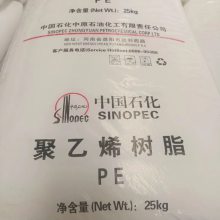 PE
净含量(Net Wt.): 25kg
中国石化中原石油化工有限责任公司
SINOPEC ZHONGYUAN PETROCHEMICAL CORP. LTD.
中国石化
SINOPEC
聚乙烯树脂
PE
净含量(Net Wt.): 25kg